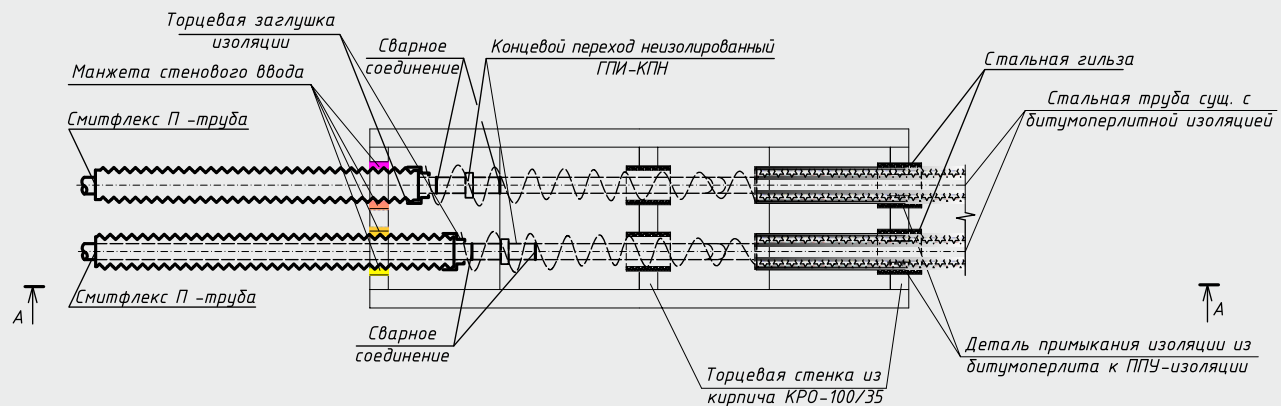 Торцевая заглушка
изоляции
Сварное
соединение
Концевой переход неизолированный
ГПИ-КПН
Манжета стенового ввода
Смитфлекс П -труба
Стальная гильза
Стальная труба сущ. с
битумоперлитной изоляцией
Смитфлекс П -труба
А
А
Сварное
соединение
Торцевая стенка из
кирпича КРО-100/35
Деталь примыкания изоляции из
битумоперлита к ППУ-изоляции